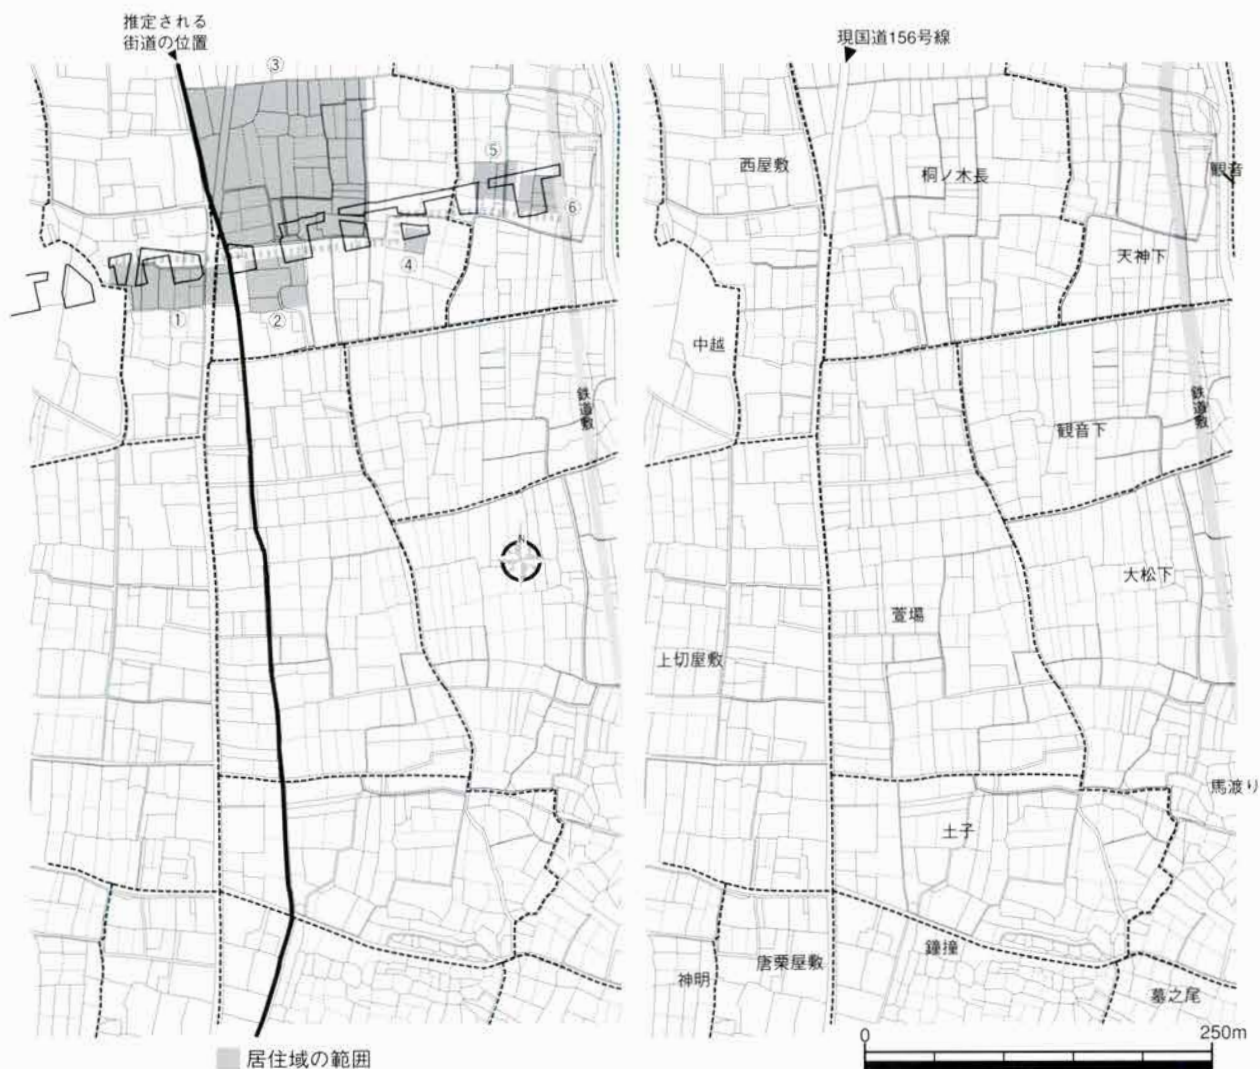 推定される
街道の位置
③
⑤
⑥
④
①
②
鉄道敷
N
居住域の範囲
現国道156号線
西屋敷
桐ノ木長
観音
天神下
中越
鉄道敷
観音下
大松下
萱場
上切屋敷
馬渡り
土子
鐘撞
唐栗屋敷
神明
墓之尾
0
250m